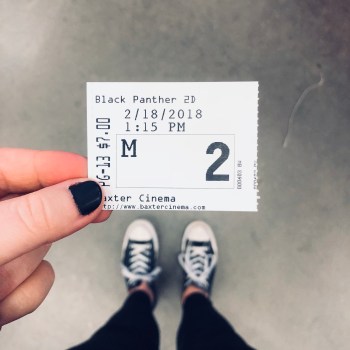 Black Panther 2D
2/18/2018
1:15 PM
PG-13 $7.00
M
2
Baxter Cinema
http://www.baxtercinema.com